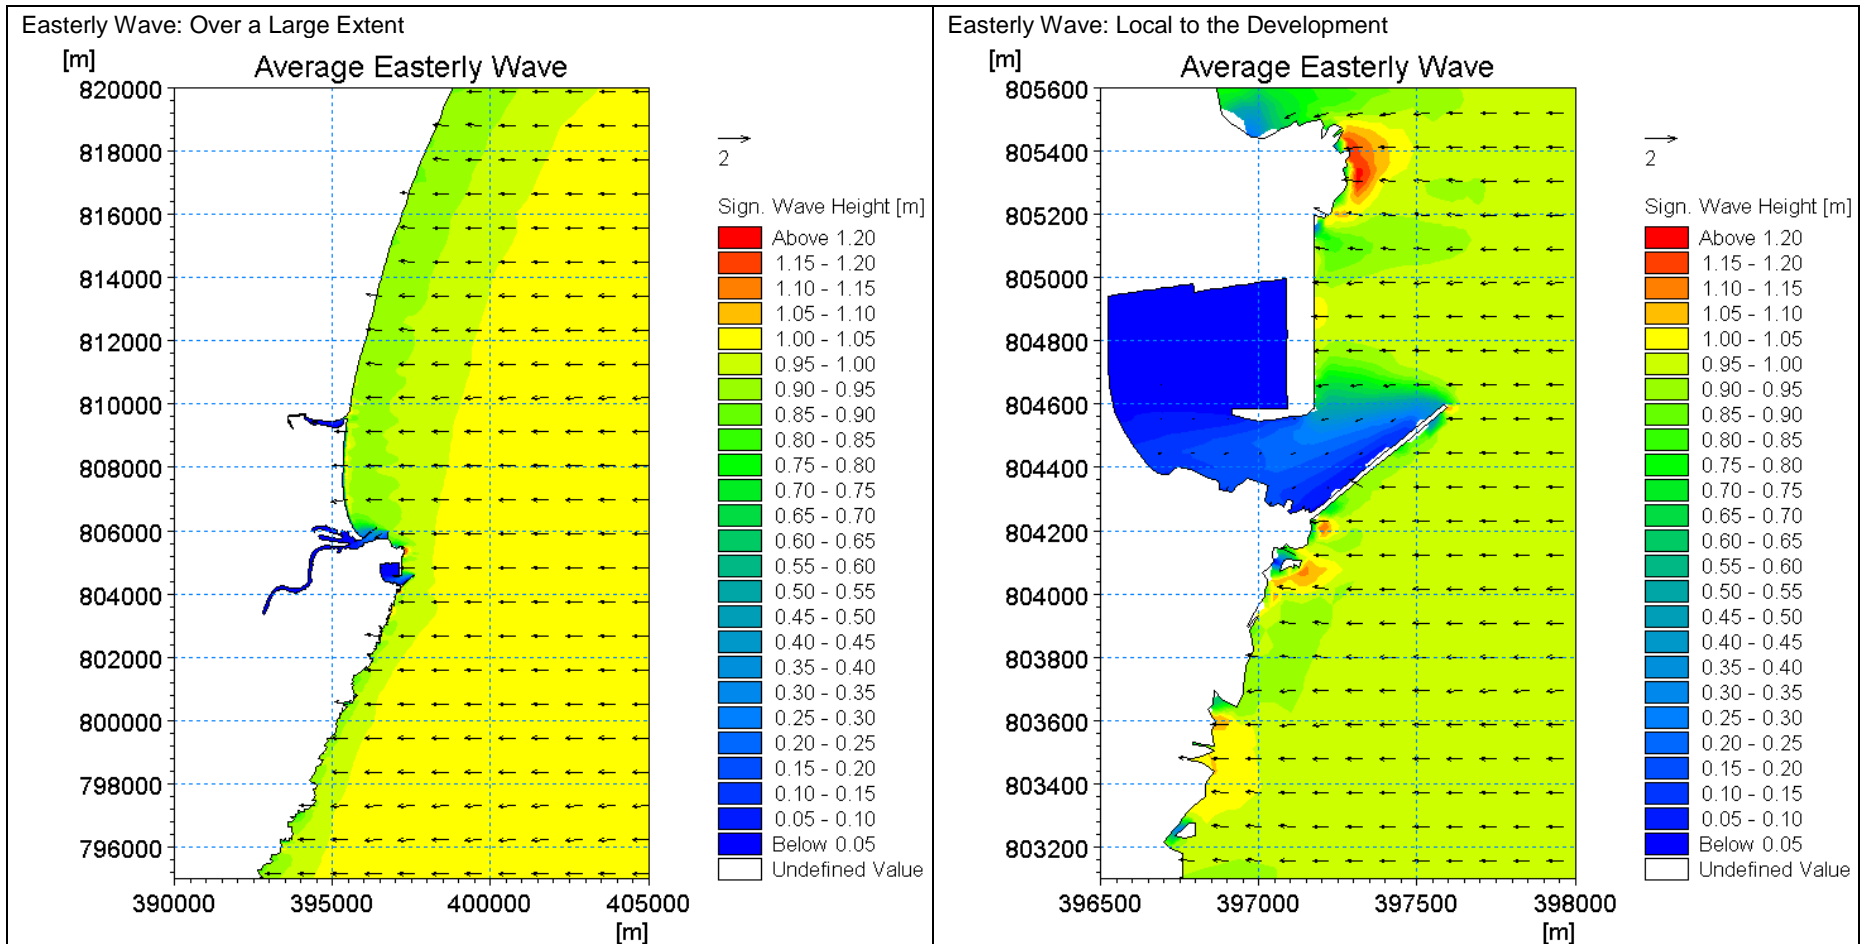 Easterly Wave: Over a Large Extent
[m]
Average Easterly Wave
820000
818000
816000
814000
812000
810000
808000
806000
804000
802000
800000
798000
796000
390000 395000 400000 405000
[m]
2
Sign. Wave Height [m]
Above 1.20
1.15 - 1.20
1.10 - 1.15
1.05 - 1.10
1.00 - 1.05
0.95 - 1.00
0.90 - 0.95
0.85 - 0.90
0.80 - 0.85
0.75 - 0.80
0.70 - 0.75
0.65 - 0.70
0.60 - 0.65
0.55 - 0.60
0.50 - 0.55
0.45 - 0.50
0.40 - 0.45
0.35 - 0.40
0.30 - 0.35
0.25 - 0.30
0.20 - 0.25
0.15 - 0.20
0.10 - 0.15
0.05 - 0.10
Below 0.05
Undefined Value
Easterly Wave: Local to the Development
[m]
Average Easterly Wave
805600
805400
805200
805000
804800
804600
804400
804200
804000
803800
803600
803400
803200
396500 397000 397500 398000
[m]
2
Sign. Wave Height [m]
Above 1.20
1.15 - 1.20
1.10 - 1.15
1.05 - 1.10
1.00 - 1.05
0.95 - 1.00
0.90 - 0.95
0.85 - 0.90
0.80 - 0.85
0.75 - 0.80
0.70 - 0.75
0.65 - 0.70
0.60 - 0.65
0.55 - 0.60
0.50 - 0.55
0.45 - 0.50
0.40 - 0.45
0.35 - 0.40
0.30 - 0.35
0.25 - 0.30
0.20 - 0.25
0.15 - 0.20
0.10 - 0.15
0.05 - 0.10
Below 0.05
Undefined Value